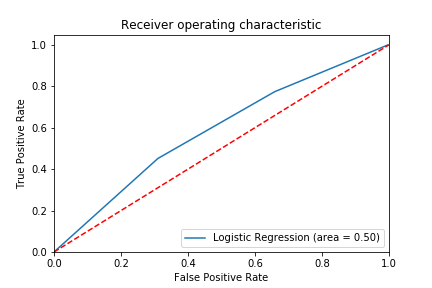 Receiver operating characteristic
True Positive Rate
1.0
0.8
0.6
0.4
0.2
0.0
Logistic Regression (area = 0.50)
0.0 0.2 0.4 0.6 0.8 1.0
False Positive Rate